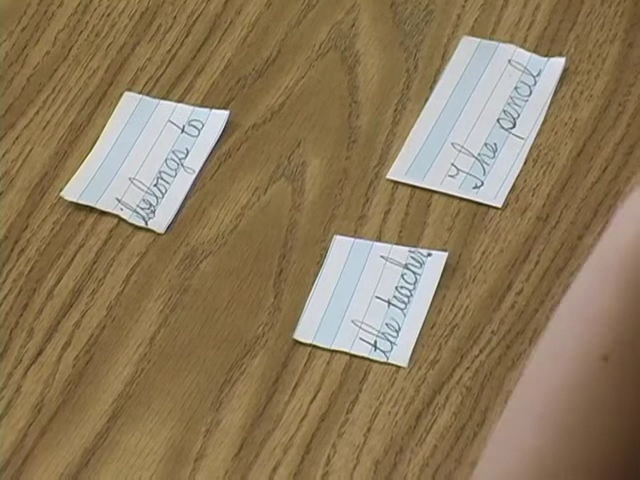 The pencil
belongs to
the teacher.